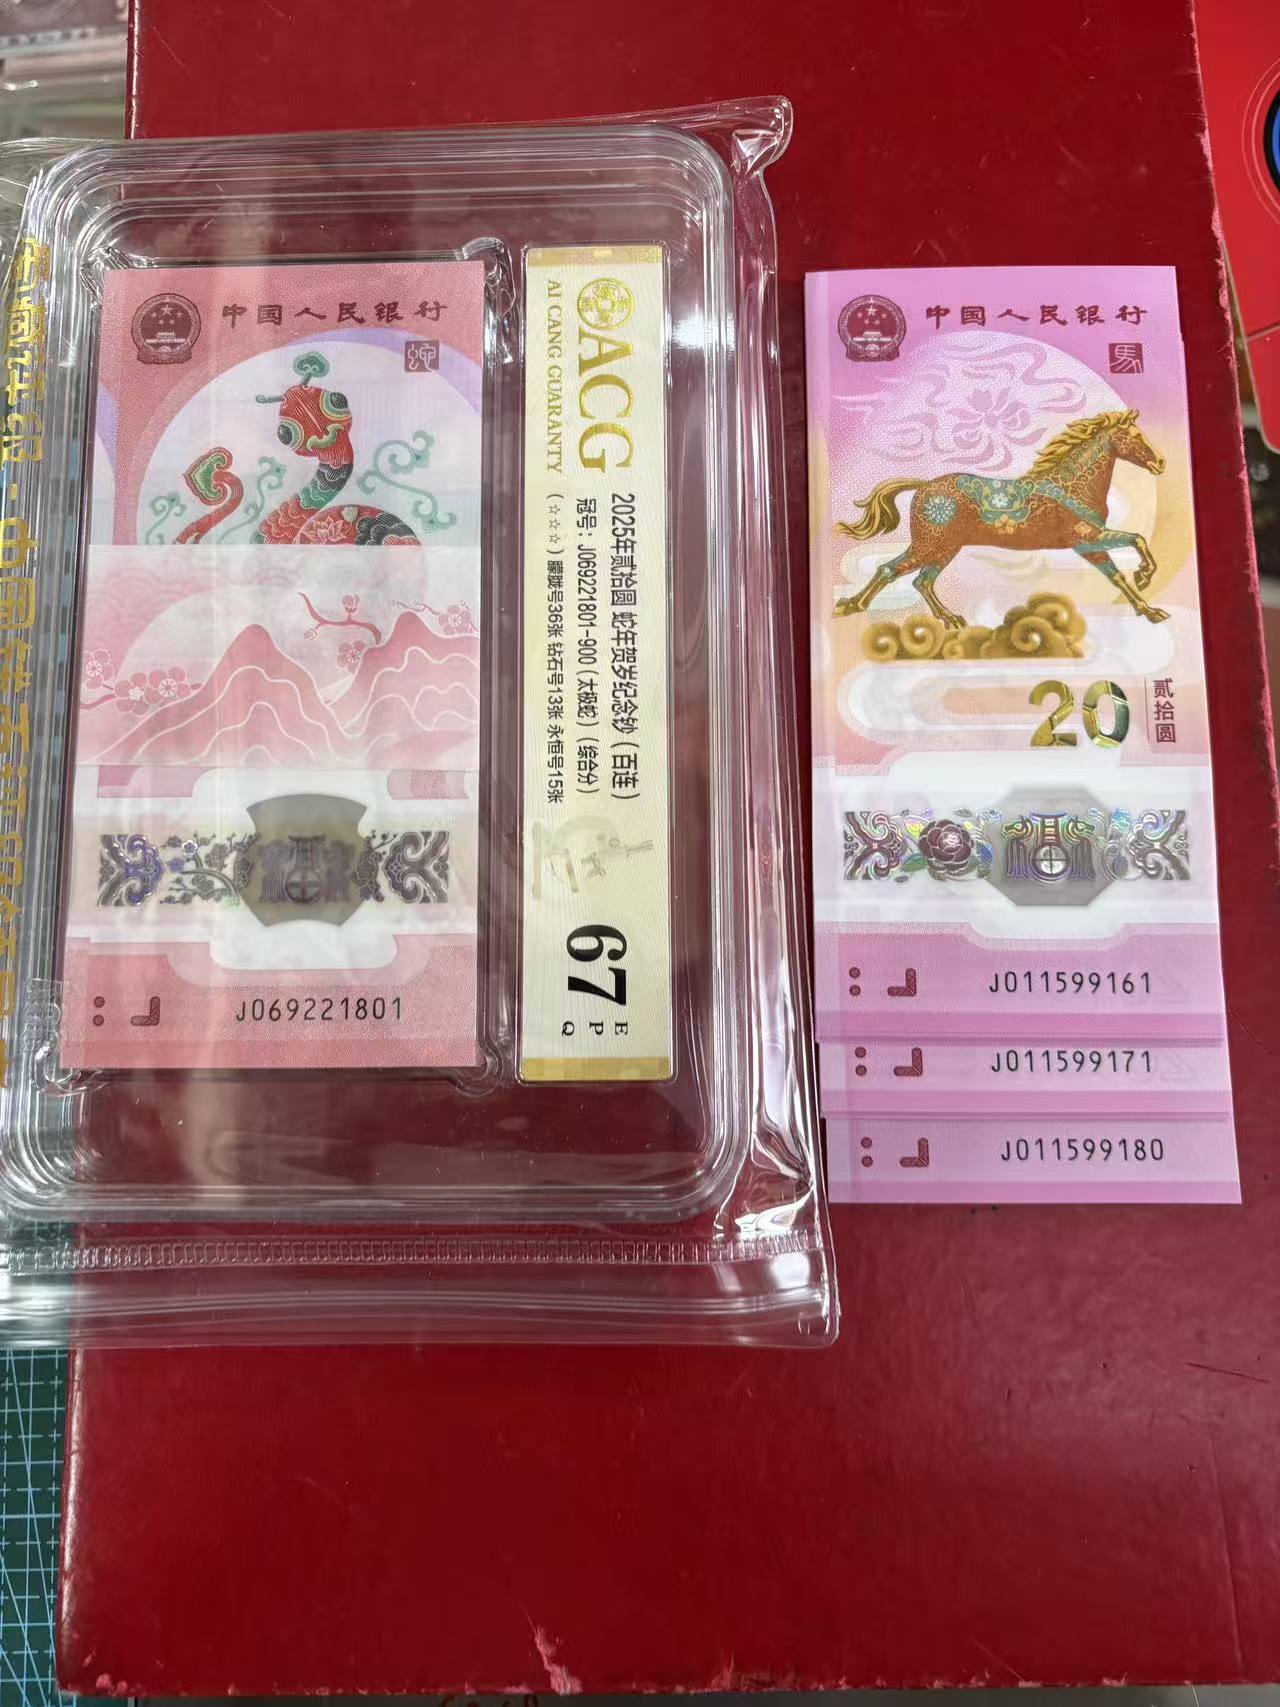 中国人民银行
蛇
J069221801
ACG
AI CANG GUARANTY
2025年贰拾圆 蛇年贺岁纪念钞（百连）
冠号：J069221801-900（太极蛇）（综合分）
（☆☆☆）朦胧号36张 钻石号13张 永恒号15张
67
E
P
Q
中国人民银行
馬
20
贰拾圆
J011599161
J011599171
J011599180